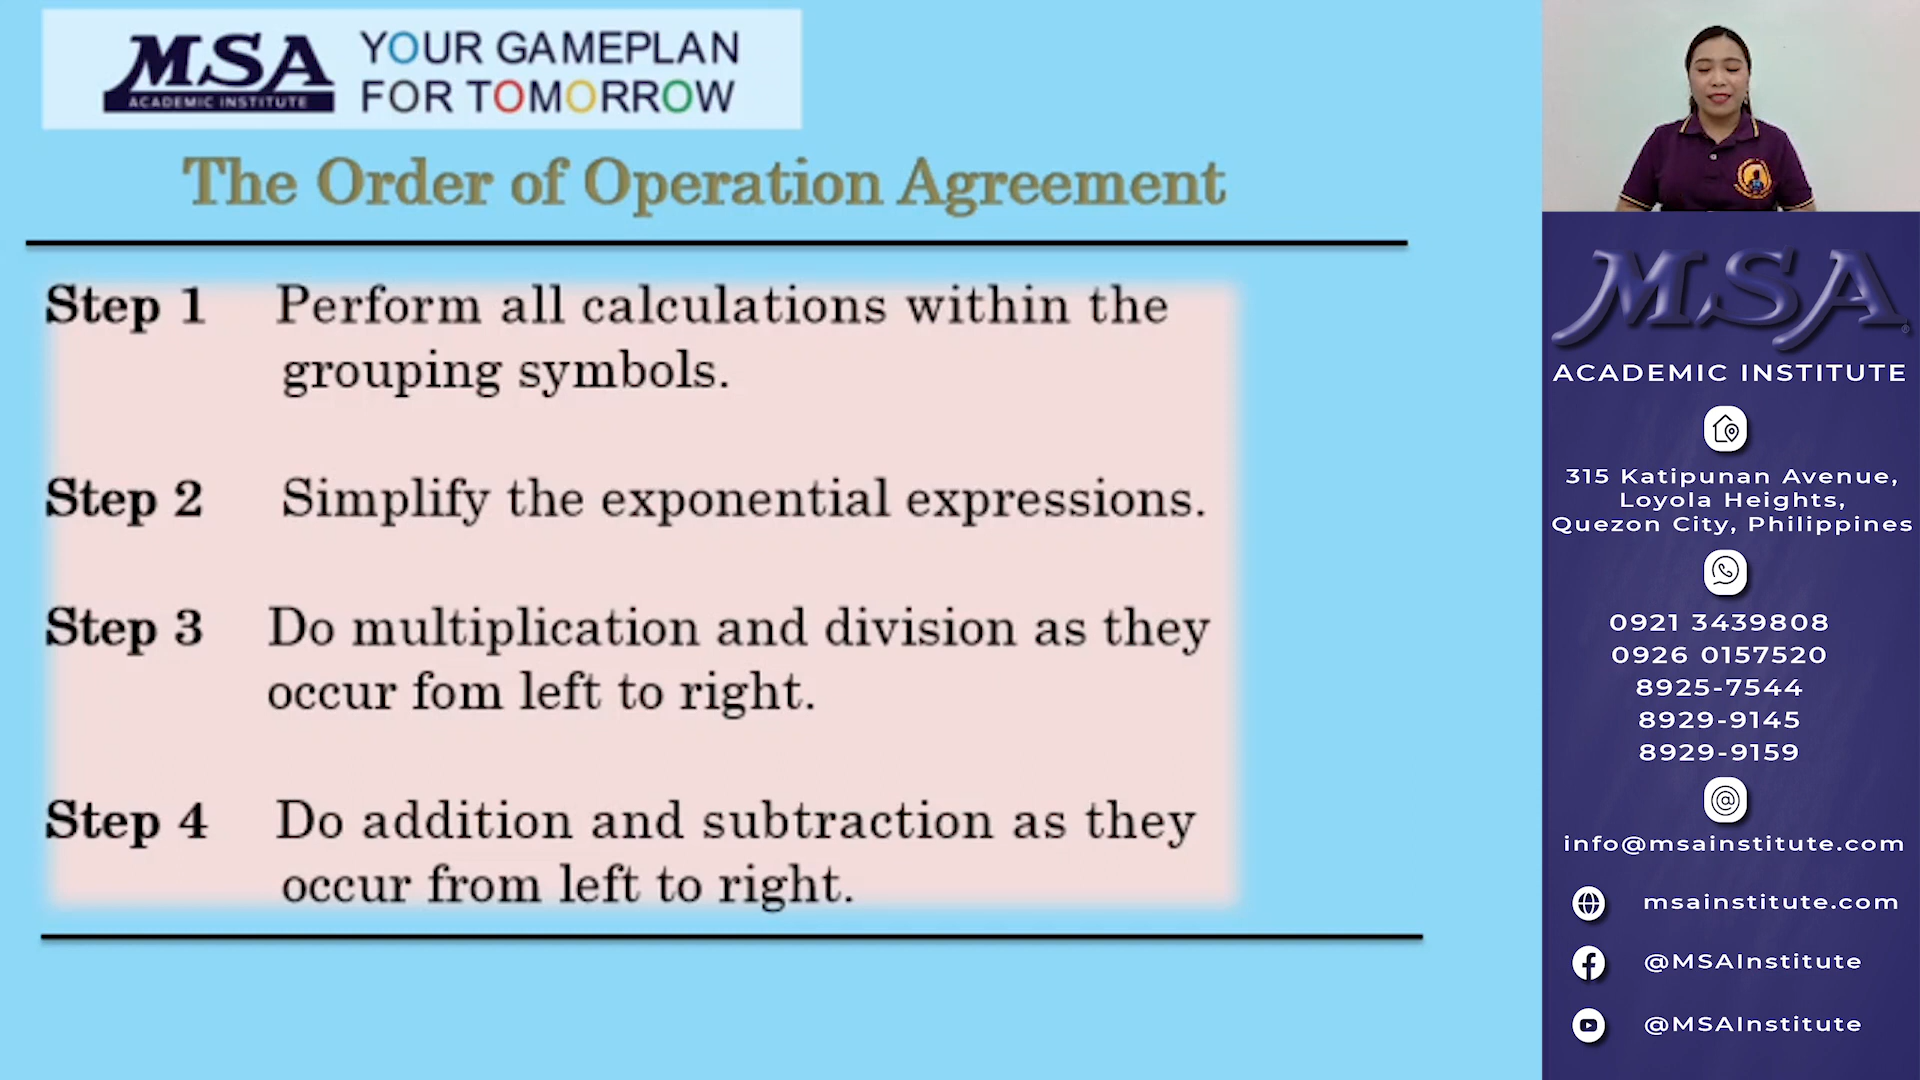 MSA
ACADEMIC INSTITUTE
YOUR GAMEPLAN
FOR TOMORROW
The Order of Operation Agreement
Step 1 Perform all calculations within the
grouping symbols.
Step 2 Simplify the exponential expressions.
Step 3 Do multiplication and division as they
occur fom left to right.
Step 4 Do addition and subtraction as they
occur from left to right.
MSA®
ACADEMIC INSTITUTE
315 Katipunan Avenue,
Loyola Heights,
Quezon City, Philippines
0921 3439808
0926 0157520
8925-7544
8929-9145
8929-9159
info@msainstitute.com
msainstitute.com
@MSAInstitute
@MSAInstitute